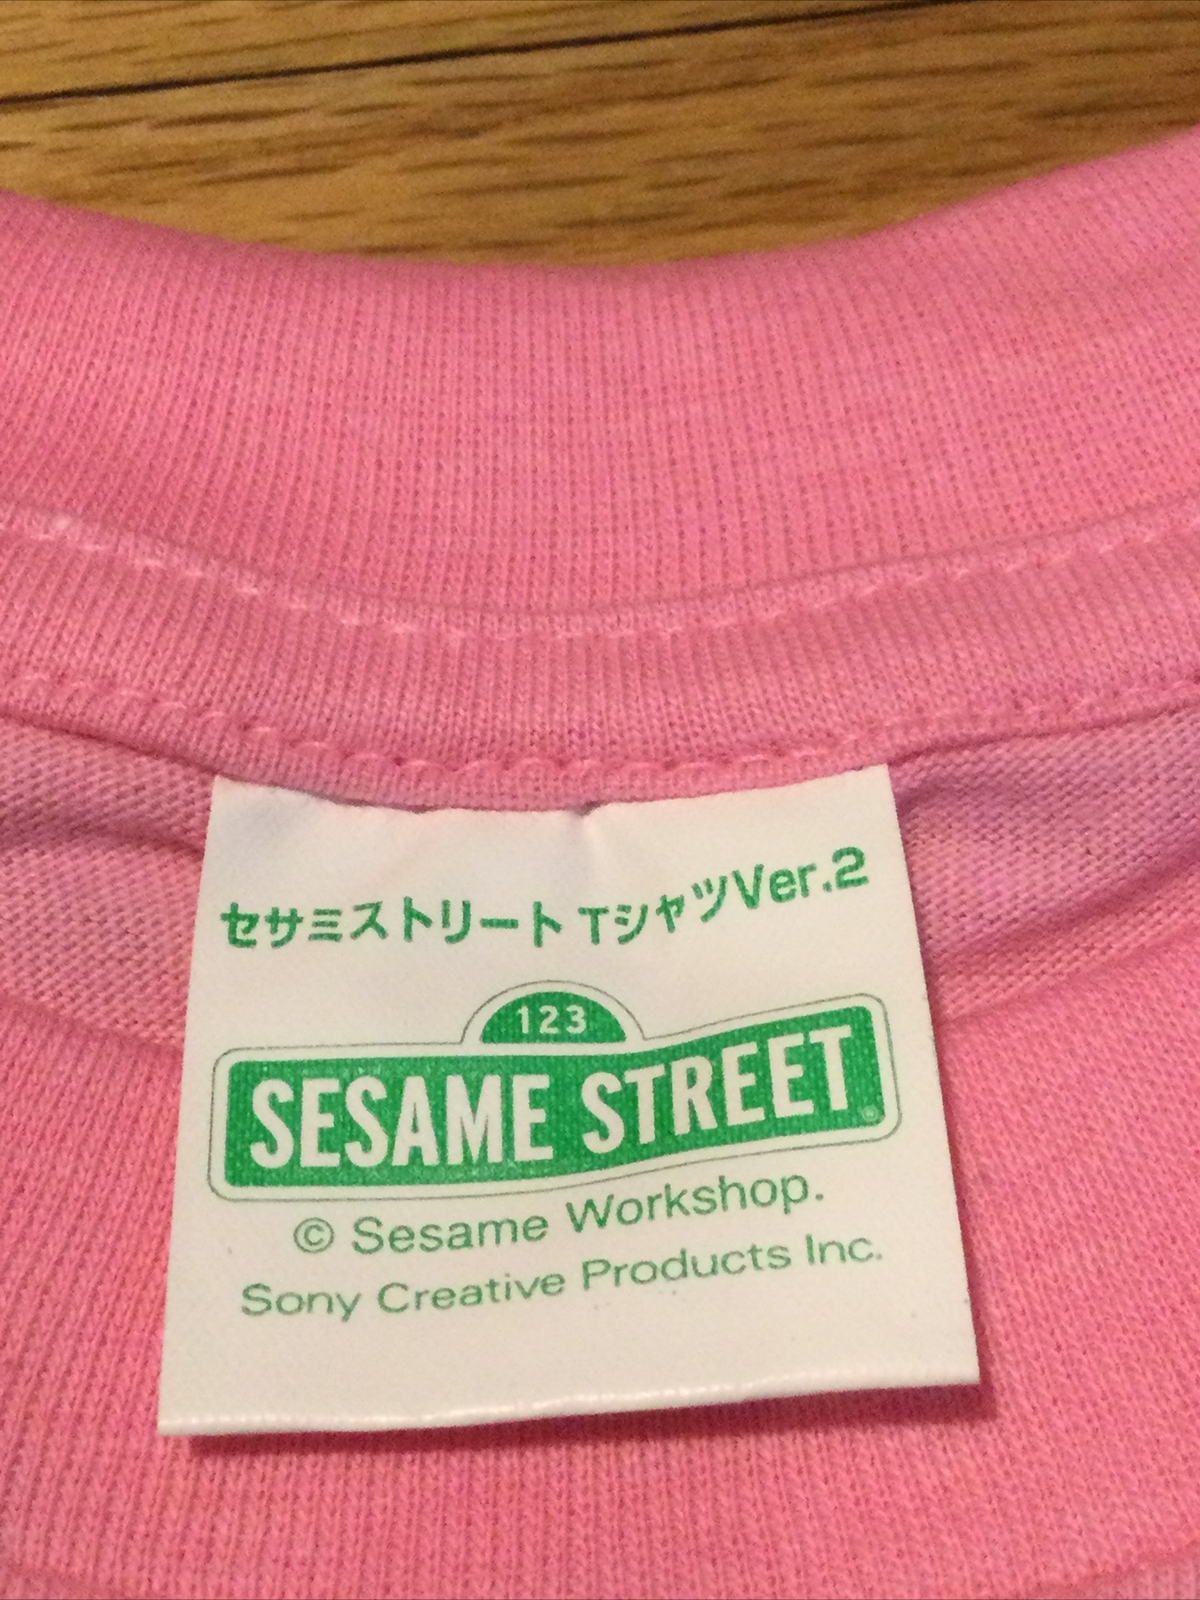 セサミストリート TシャツVer.2
123
SESAME STREET®
© Sesame Workshop.
Sony Creative Products Inc.